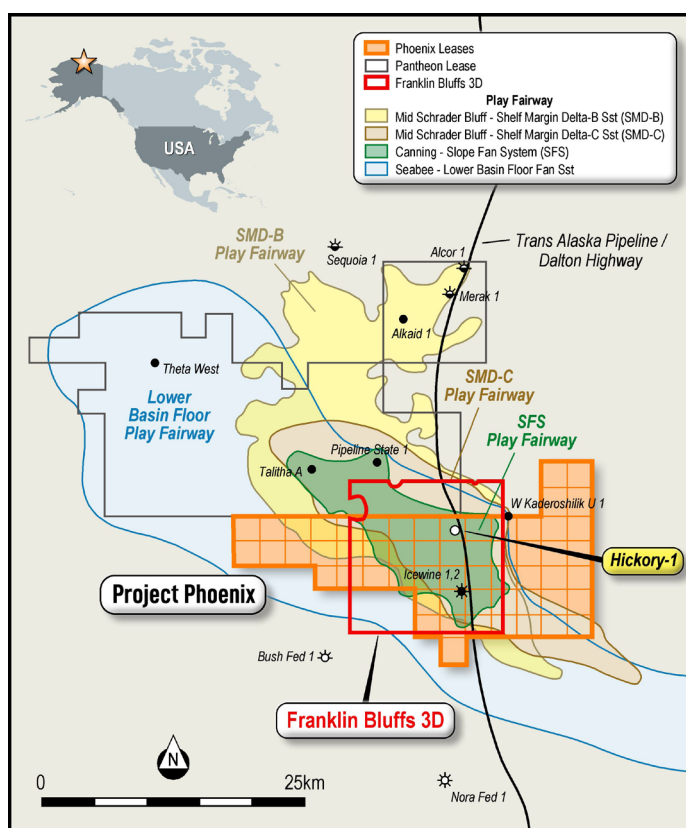 USA
Phoenix Leases
Pantheon Lease
Franklin Bluffs 3D
Play Fairway
Mid Schrader Bluff - Shelf Margin Delta-B Sst (SMD-B)
Mid Schrader Bluff - Shelf Margin Delta-C Sst (SMD-C)
Canning - Slope Fan System (SFS)
Seabee - Lower Basin Floor Fan Sst
SMD-B
Play Fairway
Sequoia 1
Alcor 1
Trans Alaska Pipeline /
Dalton Highway
Merak 1
Alkaid 1
Theta West
Lower
Basin Floor
Play Fairway
SMD-C
Play Fairway
SFS
Play Fairway
Pipeline State 1
Talitha A
W Kaderoshilik U 1
Hickory-1
Icewine 1,2
Project Phoenix
Bush Fed 1
Franklin Bluffs 3D
N
0
25km
Nora Fed 1